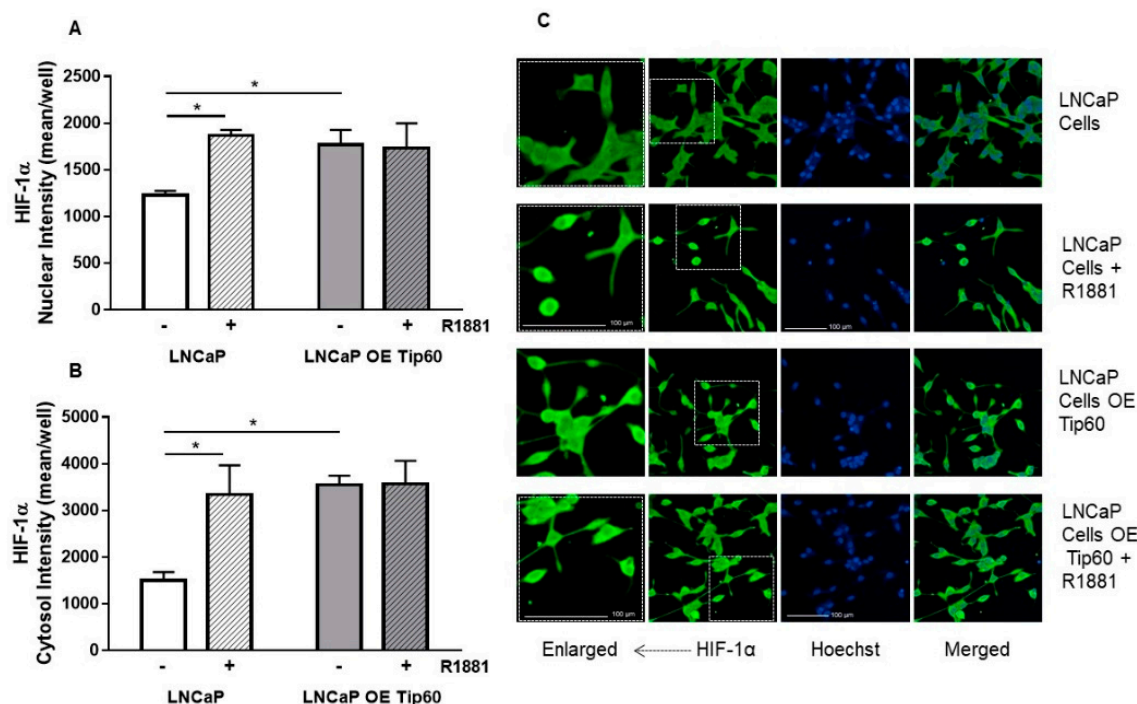 A
HIF-1α
Nuclear Intensity (mean/well)
2500
2000
1500
1000
500
0
*
*
- + - + R1881
LNCaP LNCaP OE Tip60
B
HIF-1α
Cytosol Intensity (mean/well)
5000
4000
3000
2000
1000
0
*
*
- + - + R1881
LNCaP LNCaP OE Tip60
C
LNCaP
Cells
100 µm
100 µm
LNCaP
Cells +
R1881
LNCaP
Cells OE
Tip60
100 µm
100 µm
LNCaP
Cells OE
Tip60 +
R1881
Enlarged HIF-1α Hoechst Merged